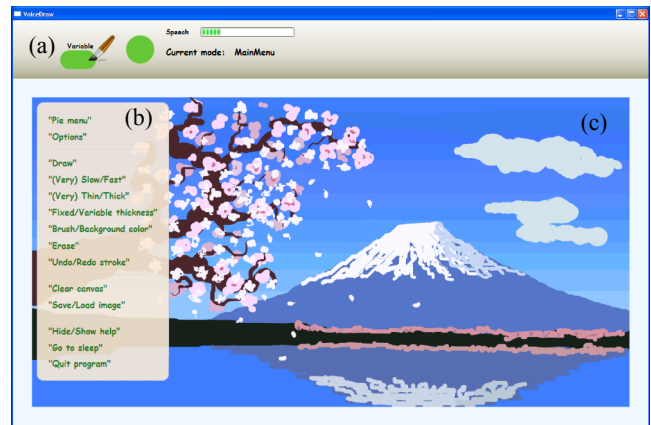 VoiceDraw
(a)
Variable
Speech
Current mode: MainMenu
(b)
(c)
"Pie menu"
"Options"
"Draw"
"(Very) Slow/Fast"
"(Very) Thin/Thick"
"Fixed/Variable thickness"
"Brush/Background color"
"Erase"
"Undo/Redo stroke"
"Clear canvas"
"Save/Load image"
"Hide/Show help"
"Go to sleep"
"Quit program"